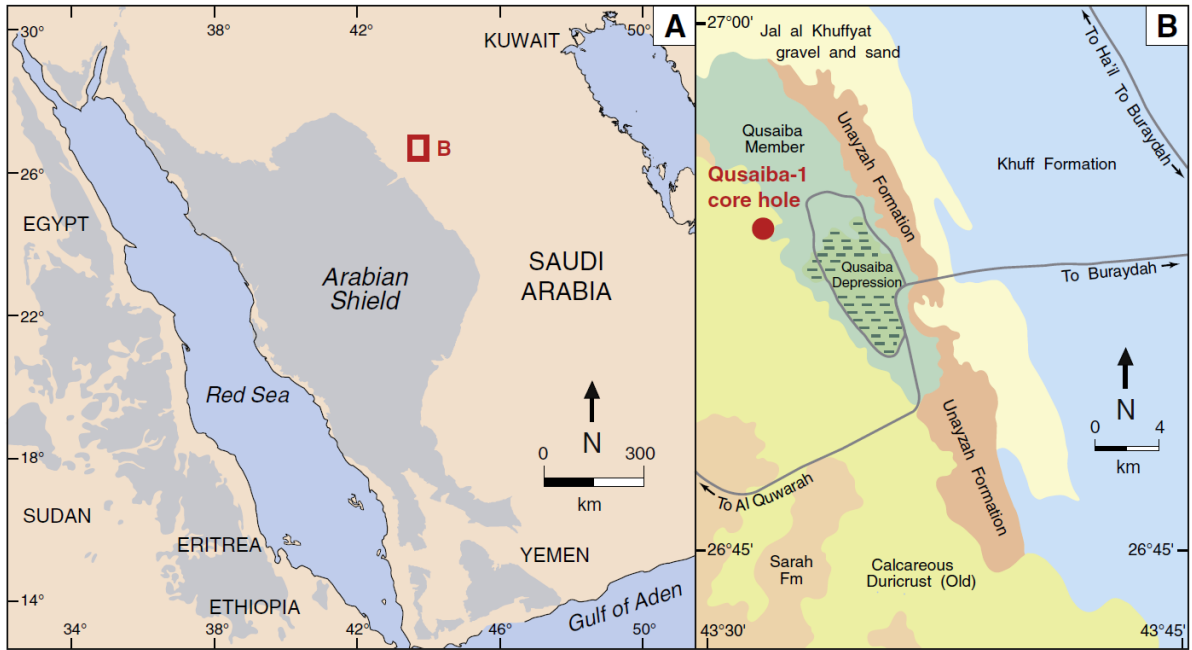 30°
38°
42°
50°
A
KUWAIT
B
26°
EGYPT
Arabian
Shield
SAUDI
ARABIA
22°
Red Sea
N
0 300
km
18°
SUDAN
ERITREA
YEMEN
ETHIOPIA
14°
Gulf of Aden
34°
38°
42°
46°
50°
27°00'
B
Jal al Khuffyat
gravel and sand
To Ha'il To Buraydah
Qusaiba
Member
Unayzah Formation
Khuff Formation
Qusaiba-1
core hole
Qusaiba
Depression
To Buraydah
N
0 4
km
Unayzah Formation
To Al Quwarah
26°45'
26°45'
Sarah
Fm
Calcareous
Duricrust (Old)
43°30'
43°45'